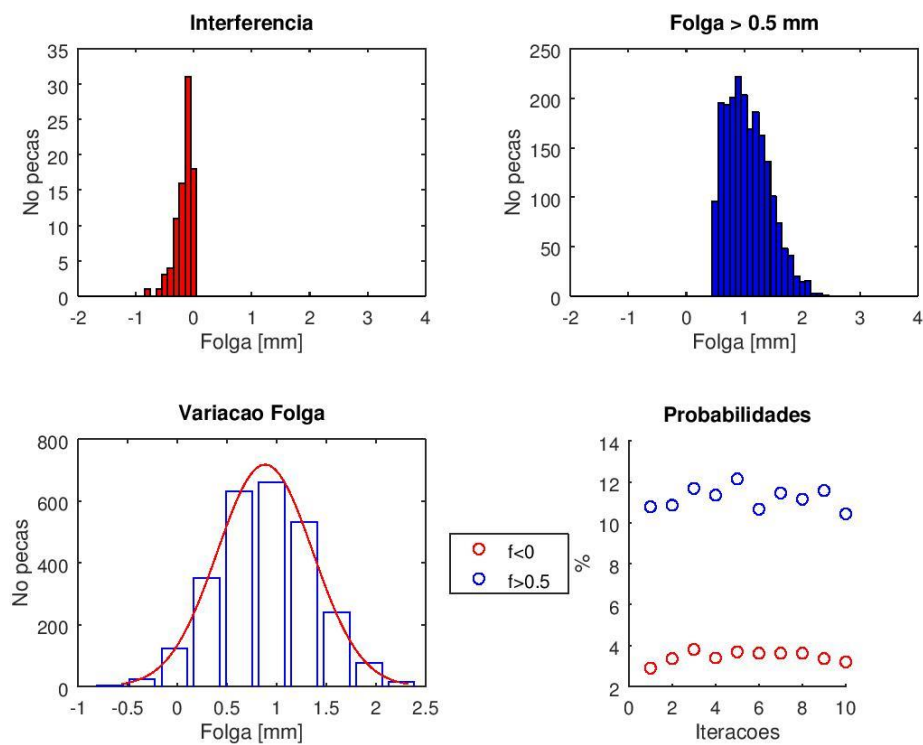 Interferencia
35
30
25
20
15
10
5
0
No pecas
-2 -1 0 1 2 3 4
Folga [mm]
Folga > 0.5 mm
250
200
150
100
50
0
No pecas
-2 -1 0 1 2 3 4
Folga [mm]
Variacao Folga
800
600
400
200
0
No pecas
-1 -0.5 0 0.5 1 1.5 2 2.5
Folga [mm]
f<0
f>0.5
Probabilidades
14
12
10
8
6
4
2
%
0 2 4 6 8 10
Iteracoes